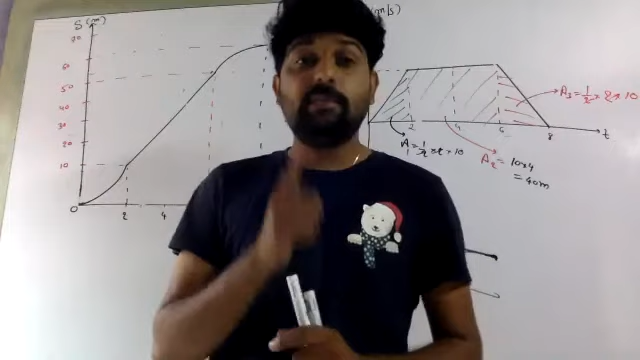 S (m)
70
60
50
40
30
20
10
0
2
4
(m/s)
2
4
6
8
t
A1 = 1/2 × 2 × 10
A2 = 10×4
= 40m
A3 = 1/2 × 2 × 10